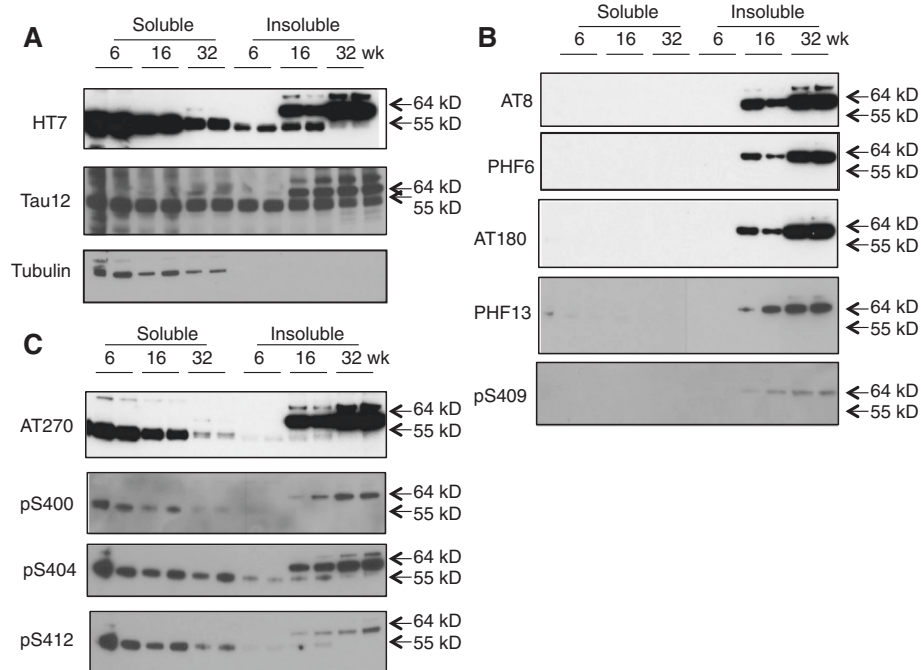 A
Soluble Insoluble
6 16 32 6 16 32 wk
HT7
64 kD
55 kD
Tau12
64 kD
55 kD
Tubulin
B
Soluble Insoluble
6 16 32 6 16 32 wk
AT8
64 kD
55 kD
PHF6
64 kD
55 kD
AT180
64 kD
55 kD
PHF13
64 kD
55 kD
pS409
64 kD
55 kD
C
Soluble Insoluble
6 16 32 6 16 32 wk
AT270
64 kD
55 kD
pS400
64 kD
55 kD
pS404
64 kD
55 kD
pS412
64 kD
55 kD